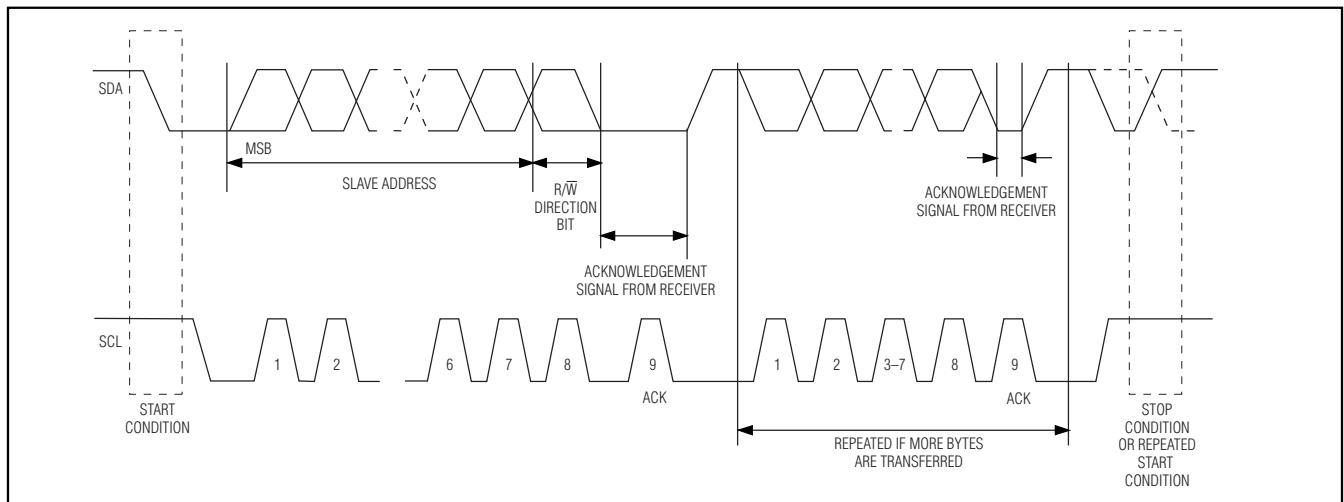 SDA
MSB
SLAVE ADDRESS
R/W̅
DIRECTION
BIT
ACKNOWLEDGEMENT
SIGNAL FROM RECEIVER
ACKNOWLEDGEMENT
SIGNAL FROM RECEIVER
SCL
1 2 6 7 8 9 1 2 3–7 8 9
ACK
ACK
START
CONDITION
REPEATED IF MORE BYTES
ARE TRANSFERRED
STOP
CONDITION
OR REPEATED
START
CONDITION